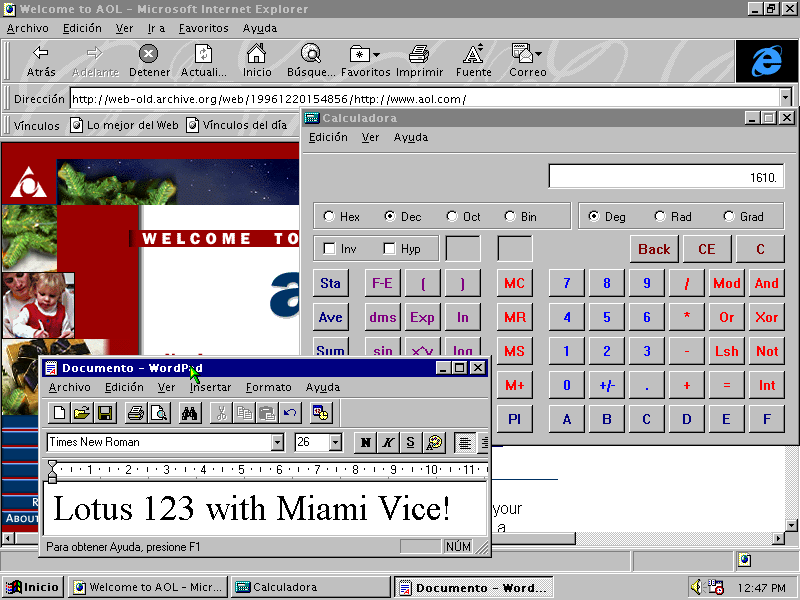 Welcome to AOL - Microsoft Internet Explorer
Archivo Edición Ver Ir a Favoritos Ayuda
Atrás Adelante Detener Actuali... Inicio Búsque... Favoritos Imprimir Fuente Correo
Dirección http://web-old.archive.org/web/19961220154856/http://www.aol.com/
Vínculos Lo mejor del Web Vínculos del día
WELCOME TO
a
Calculadora
Edición Ver Ayuda
1610.
Hex Dec Oct Bin Deg Rad Grad
Inv Hyp Back CE C
Sta F-E ( ) MC 7 8 9 / Mod And
Ave dms Exp ln MR 4 5 6 * Or Xor
Sum sin x^y log MS 1 2 3 - Lsh Not
M+ 0 +/- . + = Int
PI A B C D E F
Documento - WordPad
Archivo Edición Ver Insertar Formato Ayuda
Times New Roman 26 N K S
1 2 3 4 5 6 7 8 9 10 11
Lotus 123 with Miami Vice!
Para obtener Ayuda, presione F1 NÚM
R
ABOUT
your
a
Inicio Welcome to AOL - Micr... Calculadora Documento - Word... 12:47 PM